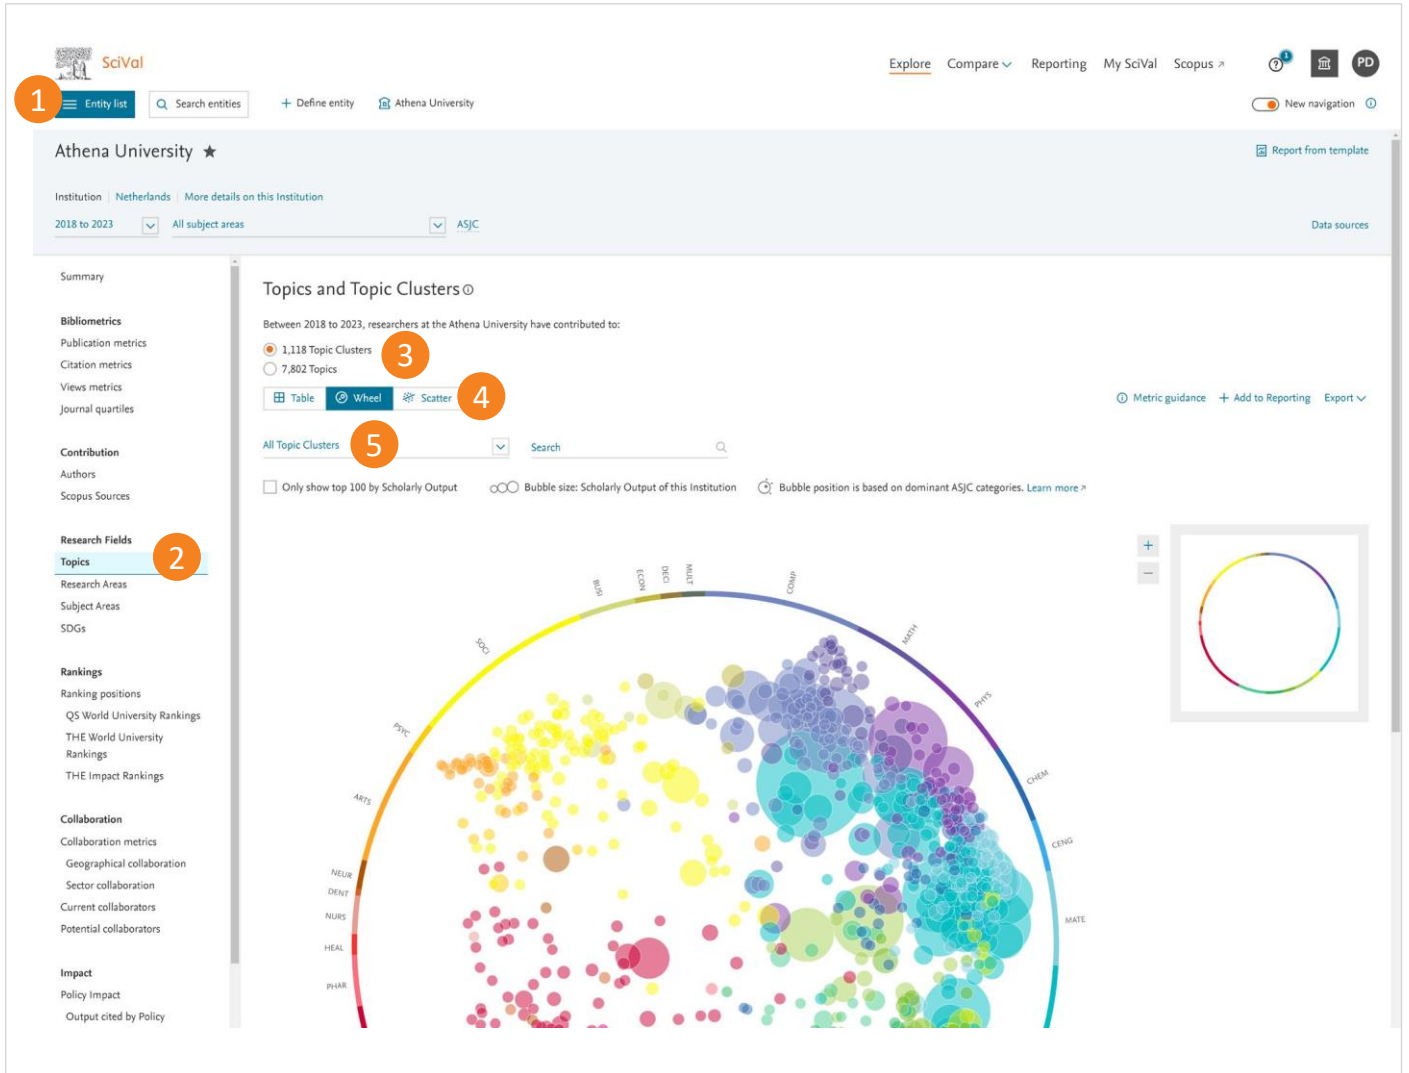 SciVal
Explore Compare Reporting My SciVal Scopus
1
PD
1
Entity list Search entities + Define entity Athena University New navigation
Athena University
Report from template
Institution | Netherlands | More details on this Institution
2018 to 2023 All subject areas ASJC Data sources
Summary
Bibliometrics
Publication metrics
Citation metrics
Views metrics
Journal quartiles
Contribution
Authors
Scopus Sources
Research Fields
Topics
2
Research Areas
Subject Areas
SDGs
Rankings
Ranking positions
QS World University Rankings
THE World University
Rankings
THE Impact Rankings
Collaboration
Collaboration metrics
Geographical collaboration
Sector collaboration
Current collaborators
Potential collaborators
Impact
Policy Impact
Output cited by Policy
Topics and Topic Clusters
Between 2018 to 2023, researchers at the Athena University have contributed to:
1,118 Topic Clusters
3
7,802 Topics
Table Wheel Scatter
4
Metric guidance + Add to Reporting Export
All Topic Clusters
5
Search
Only show top 100 by Scholarly Output Bubble size: Scholarly Output of this Institution Bubble position is based on dominant ASJC categories. Learn more
+
−
PHAR
HEAL
NURS
DENT
NEUR
ARTS
PSYC
SOCI
BUSI
ECON
DECI
MULT
COMP
MATH
PHYS
CHEM
CENG
MATE